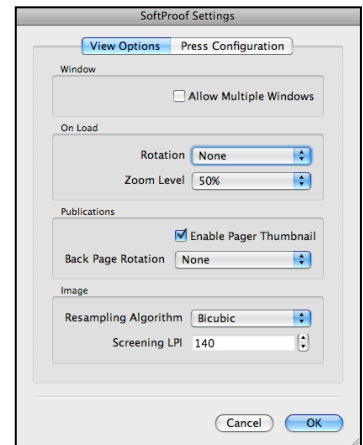 SoftProof Settings
View Options Press Configuration
Window
Allow Multiple Windows
On Load
Rotation None
Zoom Level 50%
Publications
Enable Pager Thumbnail
Back Page Rotation None
Image
Resampling Algorithm Bicubic
Screening LPI 140
Cancel OK